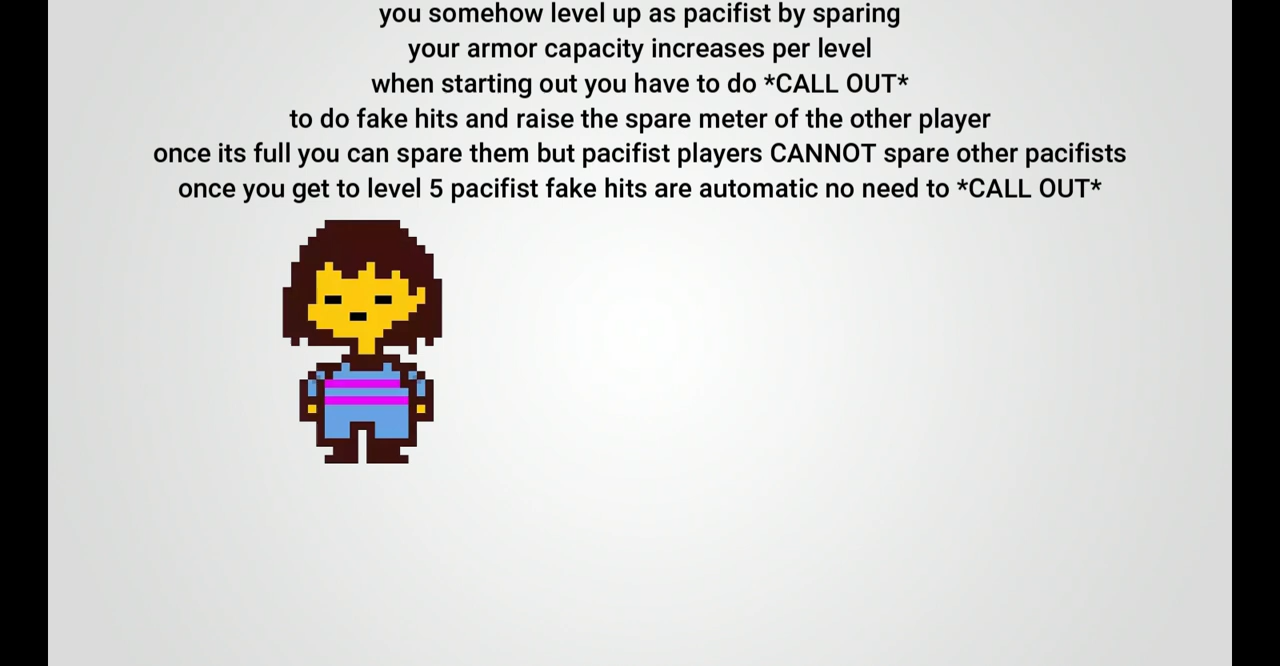 you somehow level up as pacifist by sparing
your armor capacity increases per level
when starting out you have to do *CALL OUT*
to do fake hits and raise the spare meter of the other player
once its full you can spare them but pacifist players CANNOT spare other pacifists
once you get to level 5 pacifist fake hits are automatic no need to *CALL OUT*